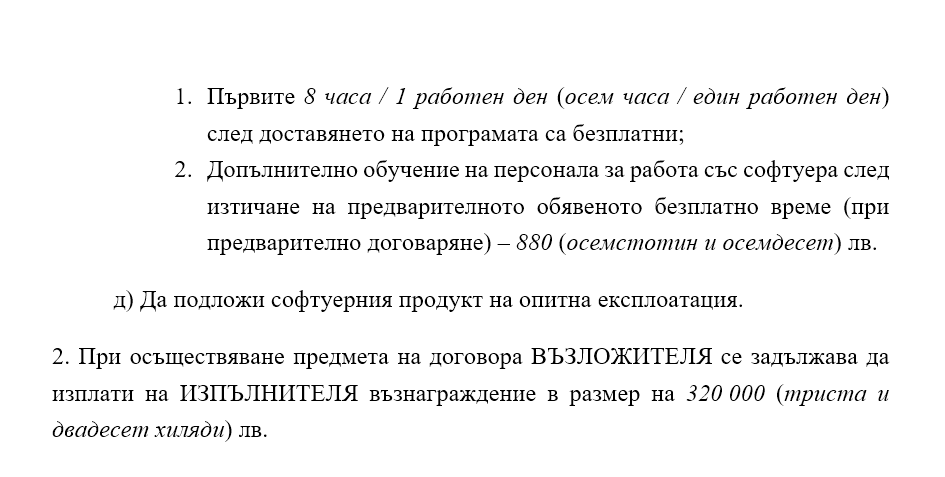 1. Първите 8 часа / 1 работен ден (осем часа / един работен ден)
след доставянето на програмата са безплатни;
2. Допълнително обучение на персонала за работа със софтуера след
изтичане на предварителното обявеното безплатно време (при
предварително договаряне) – 880 (осемстотин и осемдесет) лв.
д) Да подложи софтуерния продукт на опитна експлоатация.
2. При осъществяване предмета на договора ВЪЗЛОЖИТЕЛЯ се задължава да
изплати на ИЗПЪЛНИТЕЛЯ възнаграждение в размер на 320 000 (триста и
двадесет хиляди) лв.